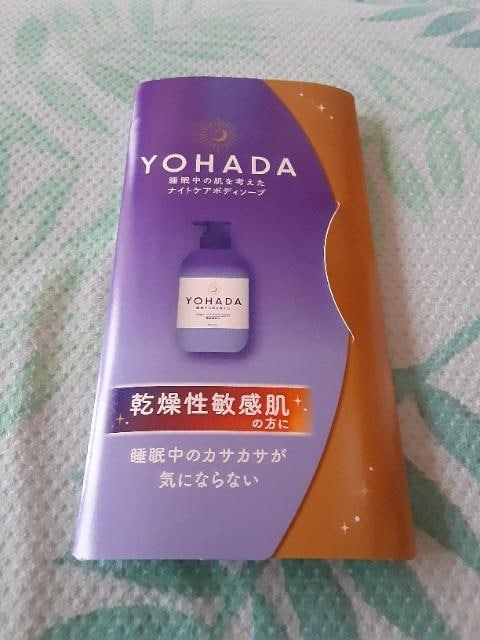 YOHADA
睡眠中の肌を考えた
ナイトケアボディソープ
YOHADA
乾燥性敏感肌
の方に
睡眠中のカサカサが
気にならない